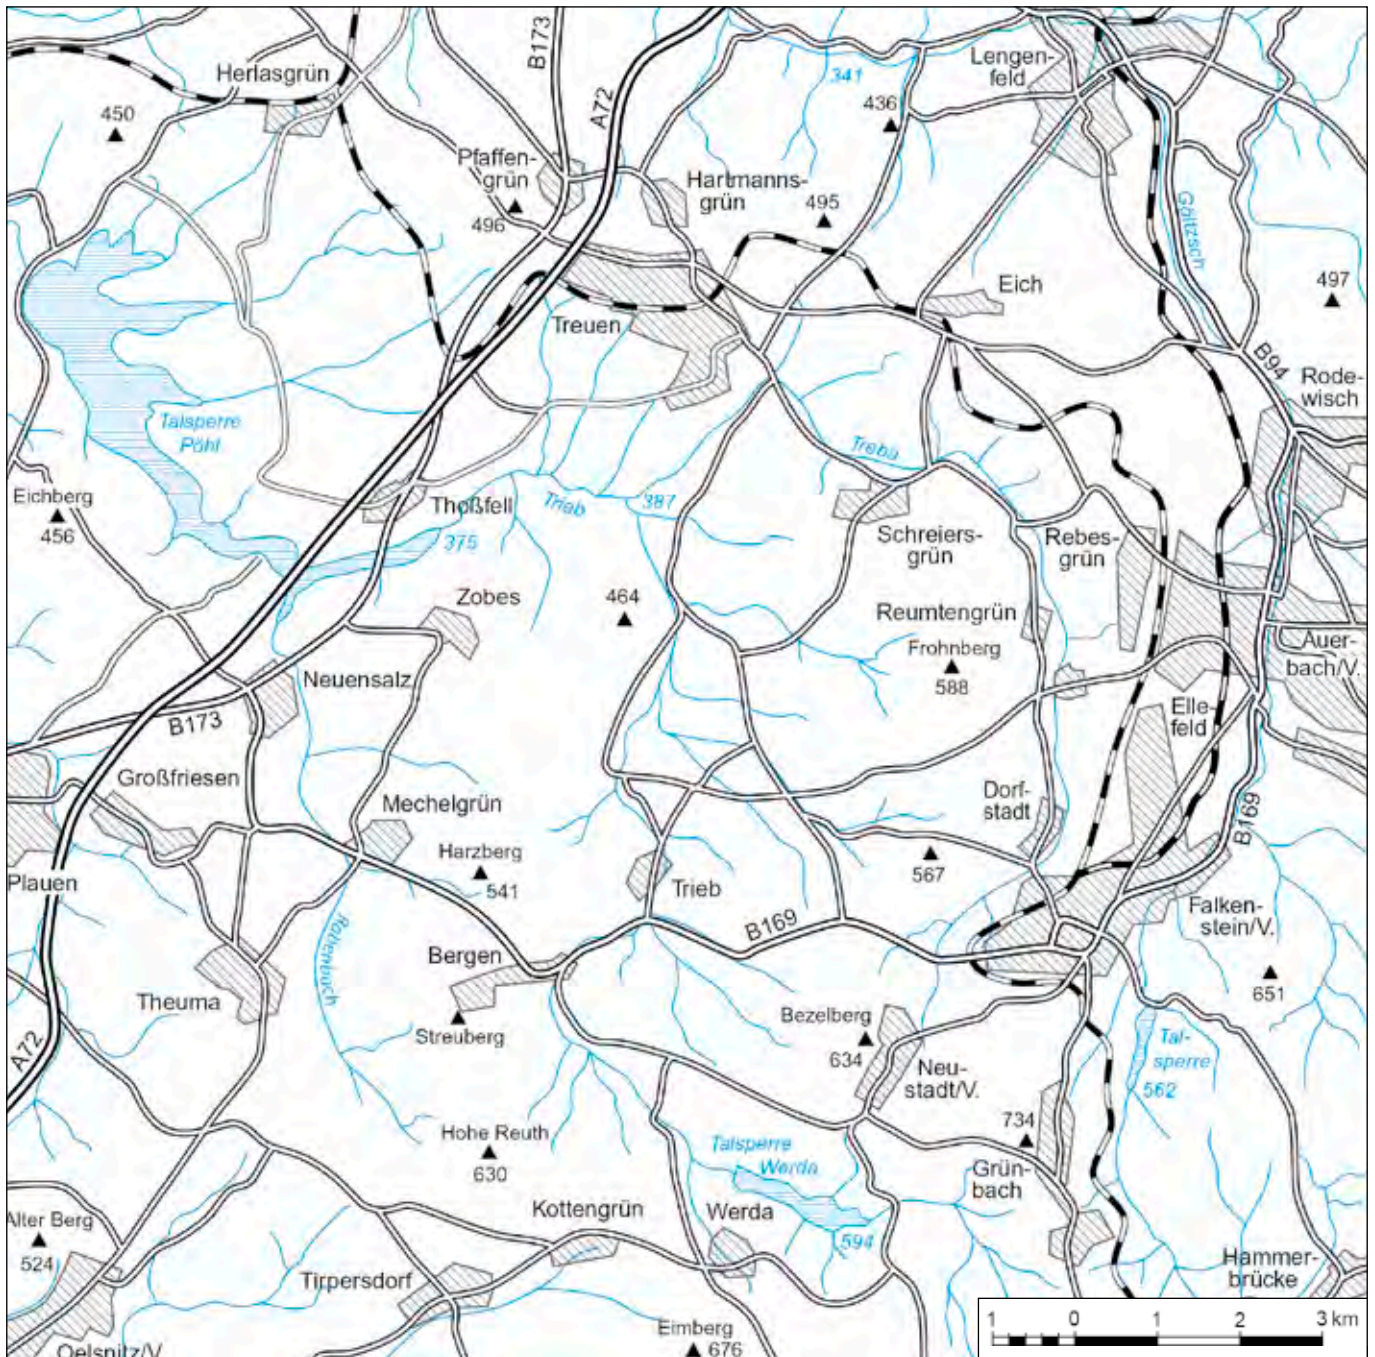 B173
A72
Herlasgrün
450
341
436
Lengen-
feld
Pfaffen-
grün
496
Hartmanns-
grün
495
Göltzsch
497
Eich
Treuen
B94
Rode-
wisch
Talsperre
Pöhl
Treba
Eichberg
456
Thoßfell
Trieb
387
375
Schreiers-
grün
Rebes-
grün
Zobes
464
Reumtengrün
Frohnberg
588
Auer-
bach/V.
Neuensalz
B173
Elle-
feld
Großfriesen
Mechelgrün
Dorf-
stadt
B169
Harzberg
541
567
Plauen
Trieb
B169
Falken-
stein/V.
Bergen
651
Theuma
Streuberg
Bezelberg
634
Neu-
stadt/V.
Tal-
sperre
562
A72
Hohe Reuth
630
Talsperre
Werda
734
Grün-
bach
Alter Berg
524
Kottengrün
Werda
594
Tirpersdorf
Hammer-
brücke
Eimberg
676
Oelsnitz/V.
1 0 1 2 3 km